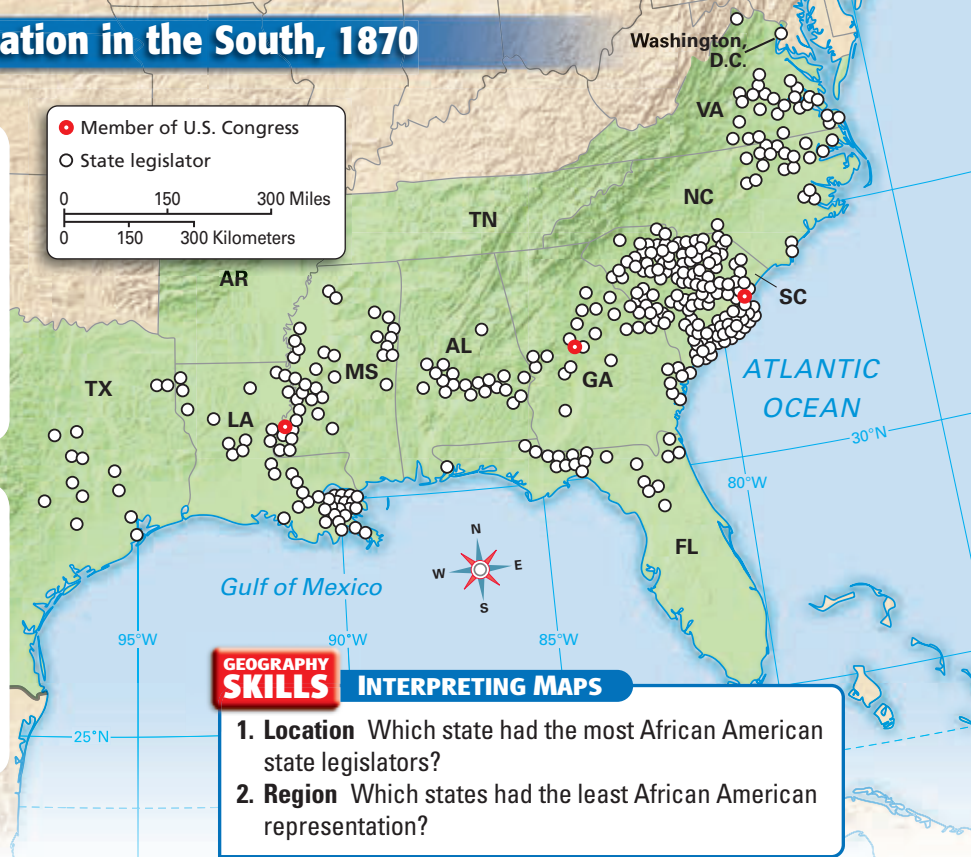 ation in the South, 1870
Member of U.S. Congress
State legislator
0 150 300 Miles
0 150 300 Kilometers
Washington,
D.C.
VA
NC
TN
AR
SC
AL
MS
GA
TX
LA
ATLANTIC
OCEAN
30°N
80°W
FL
N
W E
S
Gulf of Mexico
95°W 90°W 85°W
25°N
GEOGRAPHY
SKILLS INTERPRETING MAPS
1. Location Which state had the most African American
state legislators?
2. Region Which states had the least African American
representation?